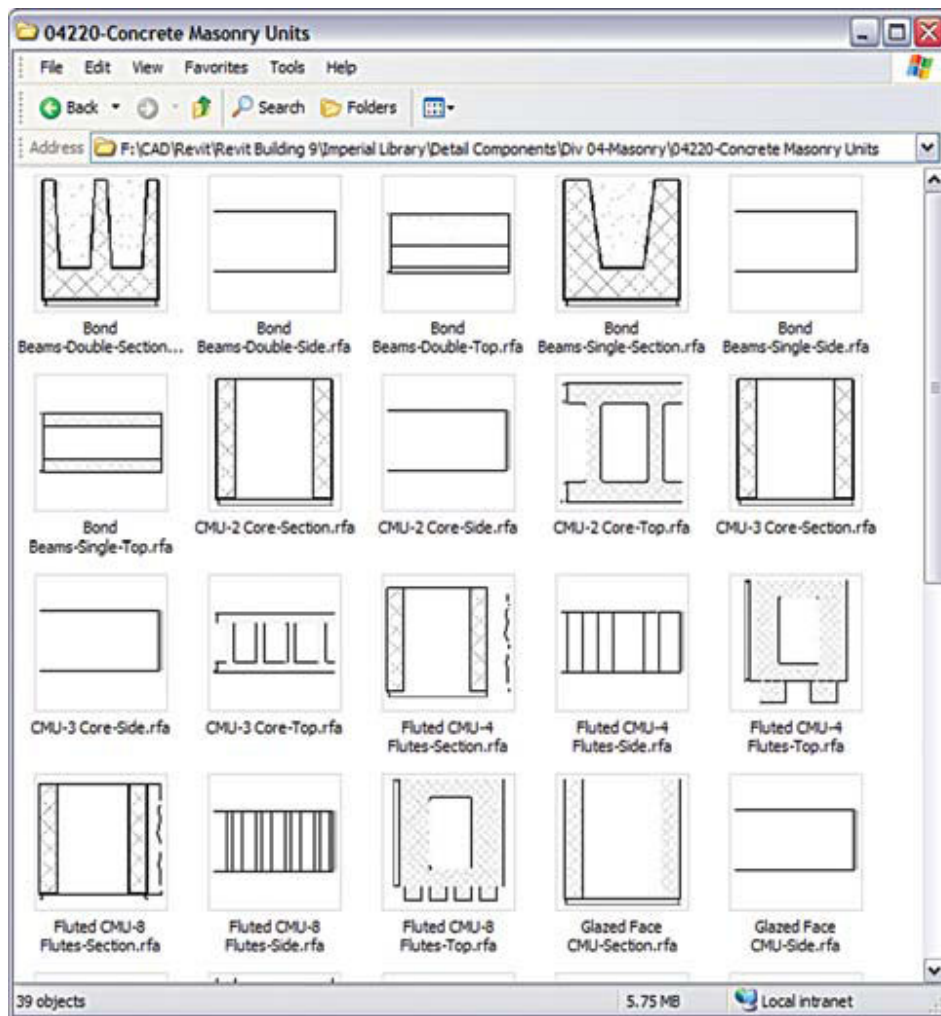 04220-Concrete Masonry Units
File Edit View Favorites Tools Help
Back Search Folders
Address F:\CAD\Revit\Revit Building 9\Imperial Library\Detail Components\Div 04-Masonry\04220-Concrete Masonry Units
Bond
Beams-Double-Section...
Bond
Beams-Double-Side.rfa
Bond
Beams-Double-Top.rfa
Bond
Beams-Single-Section.rfa
Bond
Beams-Single-Side.rfa
Bond
Beams-Single-Top.rfa
CMU-2 Core-Section.rfa
CMU-2 Core-Side.rfa
CMU-2 Core-Top.rfa
CMU-3 Core-Section.rfa
CMU-3 Core-Side.rfa
CMU-3 Core-Top.rfa
Fluted CMU-4
Flutes-Section.rfa
Fluted CMU-4
Flutes-Side.rfa
Fluted CMU-4
Flutes-Top.rfa
Fluted CMU-8
Flutes-Section.rfa
Fluted CMU-8
Flutes-Side.rfa
Fluted CMU-8
Flutes-Top.rfa
Glazed Face
CMU-Section.rfa
Glazed Face
CMU-Side.rfa
39 objects 5.75 MB Local intranet